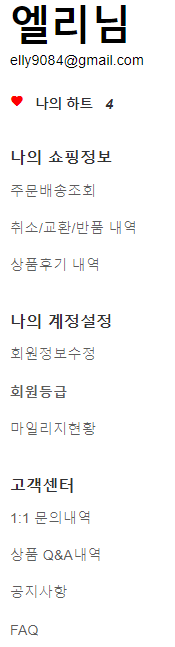 엘리님
elly9084@gmail.com
나의 하트 4
나의 쇼핑정보
주문배송조회
취소/교환/반품 내역
상품후기 내역
나의 계정설정
회원정보수정
회원등급
마일리지현황
고객센터
1:1 문의내역
상품 Q&A내역
공지사항
FAQ